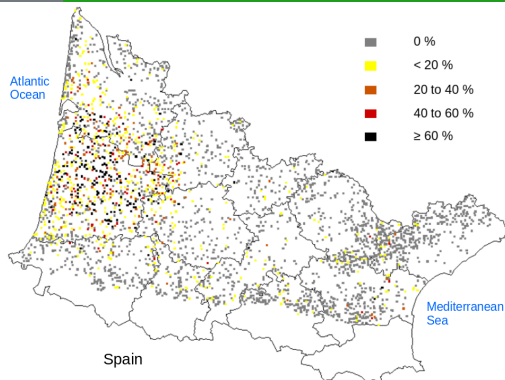 0 %
Atlantic
Ocean
< 20 %
20 to 40 %
40 to 60 %
≥ 60 %
Mediterranean
Sea
Spain